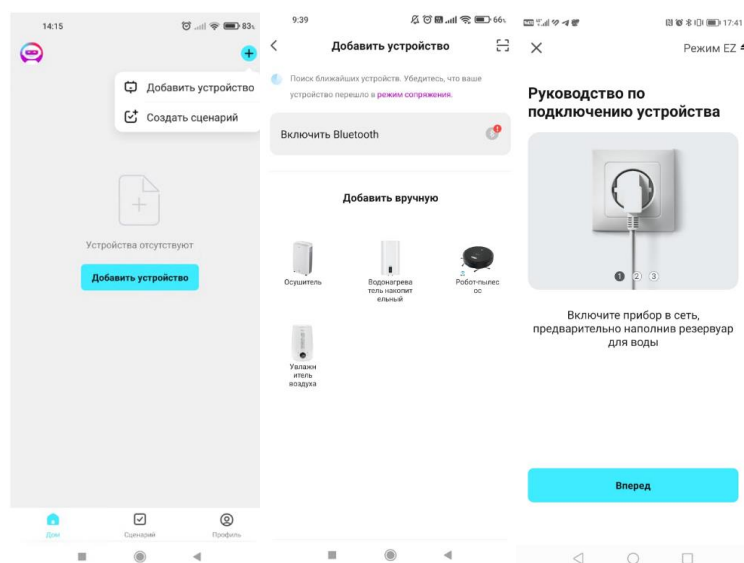 14:15
83%
Добавить устройство
Создать сценарий
Устройства отсутствуют
Добавить устройство
Дом
Сценарий
Профиль
9:39
66%
Добавить устройство
Поиск ближайших устройств. Убедитесь, что ваше
устройство перешло в режим сопряжения.
Включить Bluetooth
Добавить вручную
Осушитель
Водонагрева
тель накопит
ельный
Робот-пылес
ос
Увлажн
итель
воздуха
17:41
Режим EZ
Руководство по
подключению устройства
1 2 3
Включите прибор в сеть,
предварительно наполнив резервуар
для воды
Вперед